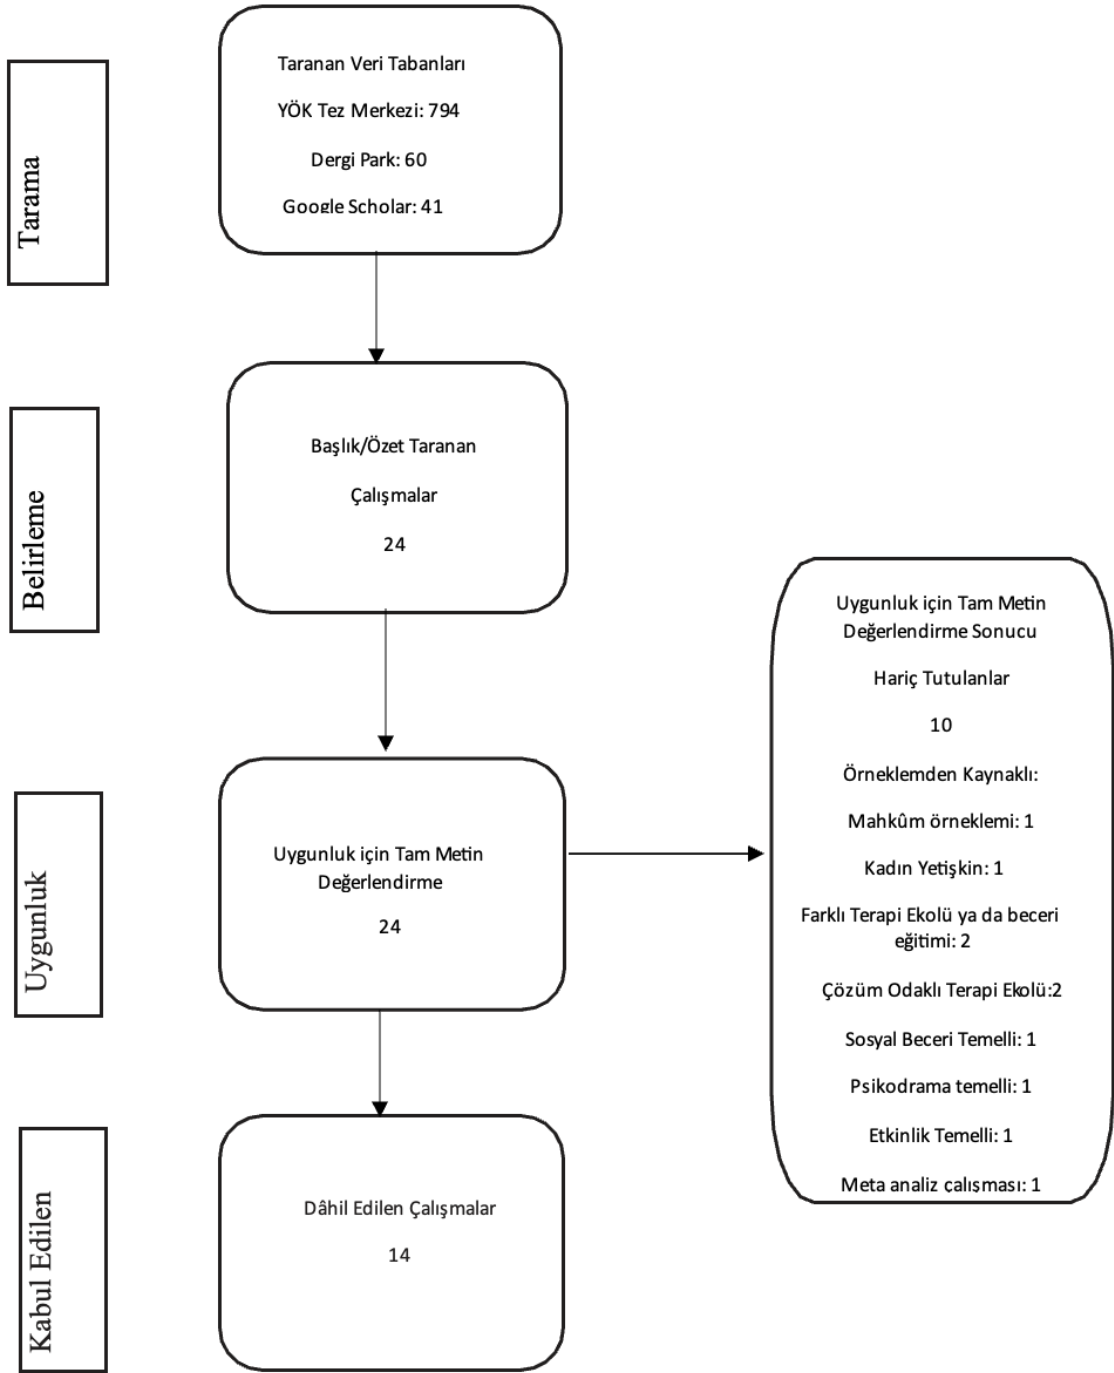 Tarama
Taranan Veri Tabanları
YÖK Tez Merkezi: 794
Dergi Park: 60
Google Scholar: 41
Belirleme
Başlık/Özet Taranan
Çalışmalar
24
Uygunluk
Uygunluk için Tam Metin
Değerlendirme
24
Uygunluk için Tam Metin
Değerlendirme Sonucu
Hariç Tutulanlar
10
Örneklemden Kaynaklı:
Mahkûm örneklemi: 1
Kadın Yetişkin: 1
Farklı Terapi Ekolü ya da beceri
eğitimi: 2
Çözüm Odaklı Terapi Ekolü:2
Sosyal Beceri Temelli: 1
Psikodrama temelli: 1
Etkinlik Temelli: 1
Meta analiz çalışması: 1
Kabul Edilen
Dâhil Edilen Çalışmalar
14